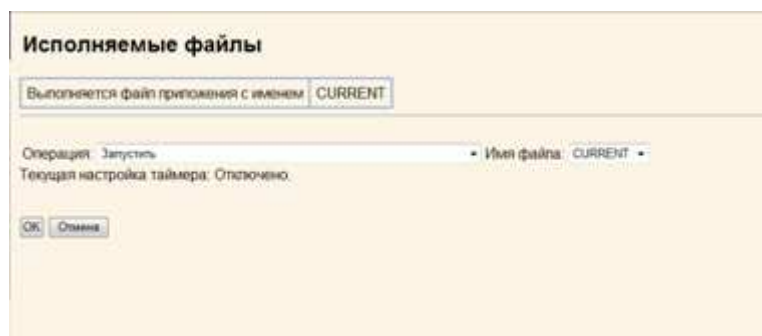 Исполняемые файлы
Выполняется файл приложения с именем CURRENT
Операция: Запустить Имя файла: CURRENT
Текущая настройка таймера: Отключено.
OK Отмена